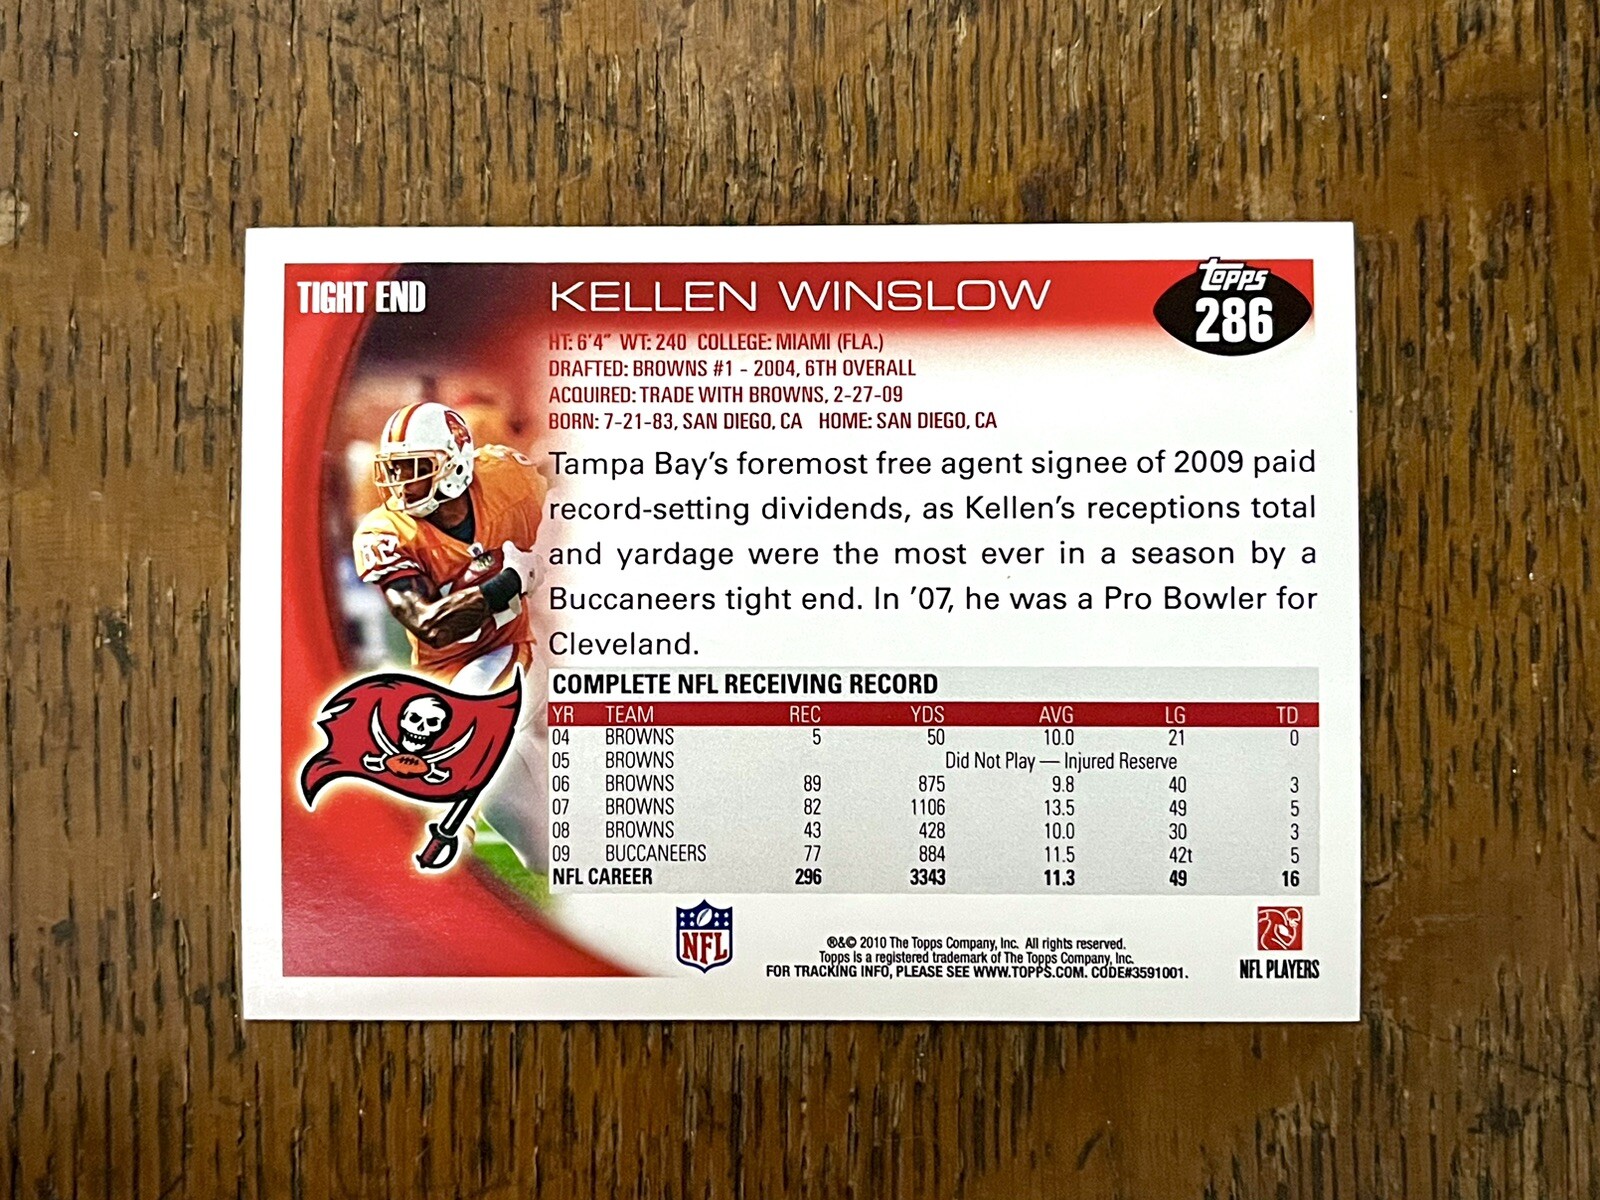 TIGHT END
KELLEN WINSLOW
Topps
286
HT: 6'4" WT: 240 COLLEGE: MIAMI (FLA.)
DRAFTED: BROWNS #1 - 2004, 6TH OVERALL
ACQUIRED: TRADE WITH BROWNS, 2-27-09
BORN: 7-21-83, SAN DIEGO, CA HOME: SAN DIEGO, CA
Tampa Bay's foremost free agent signee of 2009 paid
record-setting dividends, as Kellen's receptions total
and yardage were the most ever in a season by a
Buccaneers tight end. In '07, he was a Pro Bowler for
Cleveland.
COMPLETE NFL RECEIVING RECORD
YR TEAM REC YDS AVG LG TD
04 BROWNS 5 50 10.0 21 0
05 BROWNS Did Not Play — Injured Reserve
06 BROWNS 89 875 9.8 40 3
07 BROWNS 82 1106 13.5 49 5
08 BROWNS 43 428 10.0 30 3
09 BUCCANEERS 77 884 11.5 42t 5
NFL CAREER 296 3343 11.3 49 16
NFL
®&© 2010 The Topps Company, Inc. All rights reserved.
Topps is a registered trademark of The Topps Company, Inc.
FOR TRACKING INFO, PLEASE SEE WWW.TOPPS.COM. CODE#3591001.
NFL PLAYERS